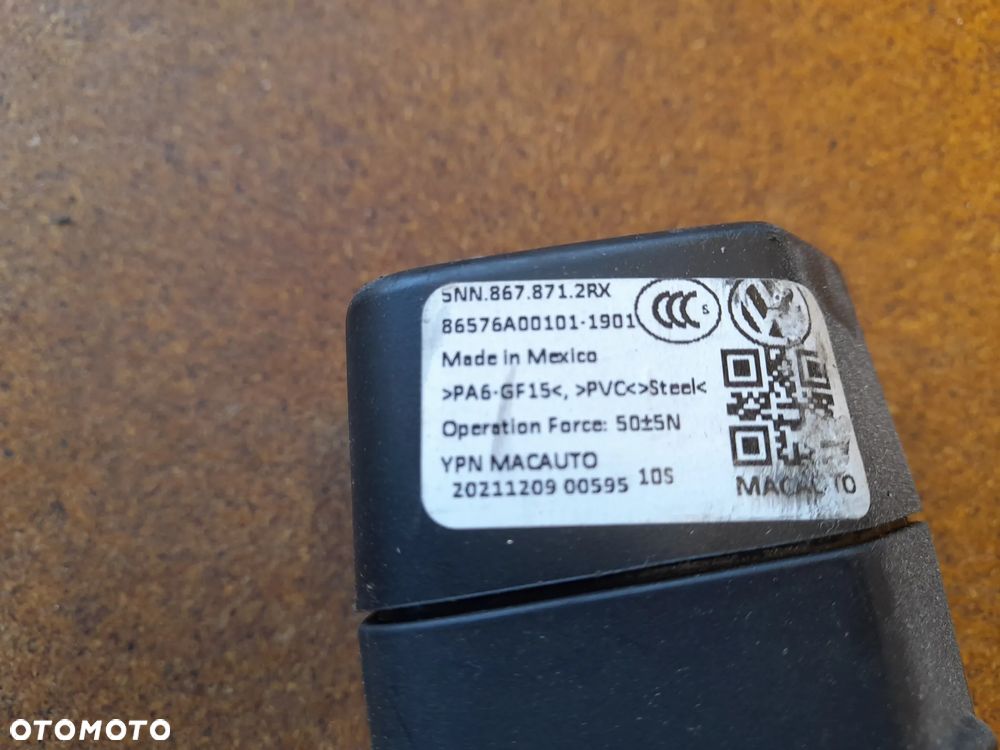 5NN.867.871.2RX
86576A00101-1901
CCC S
Made in Mexico
>PA6-GF15<, >PVC<>Steel<
Operation Force: 50±5N
YPN MACAUTO
20211209 00595 10S
OTOMOTO